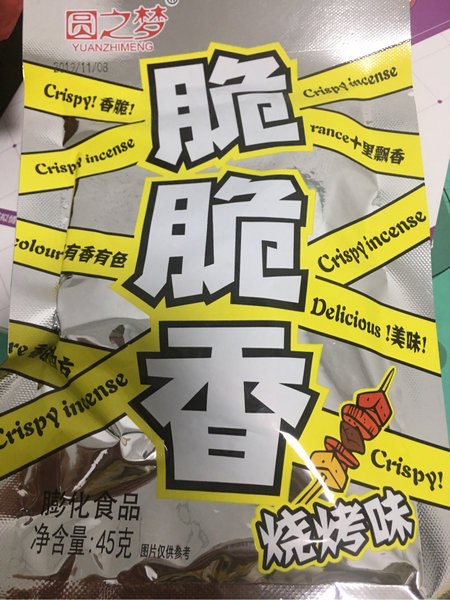 圆之梦
YUANZHIMENG
Crispy! 香脆!
Crispy incense
rance十里飘香
Crispy incense
脆
脆
香
colour有香有色
Crispy incense
Delicious !美味!
Crispy incense
Crispy!
膨化食品
净含量:45克
图片仅供参考
烧烤味